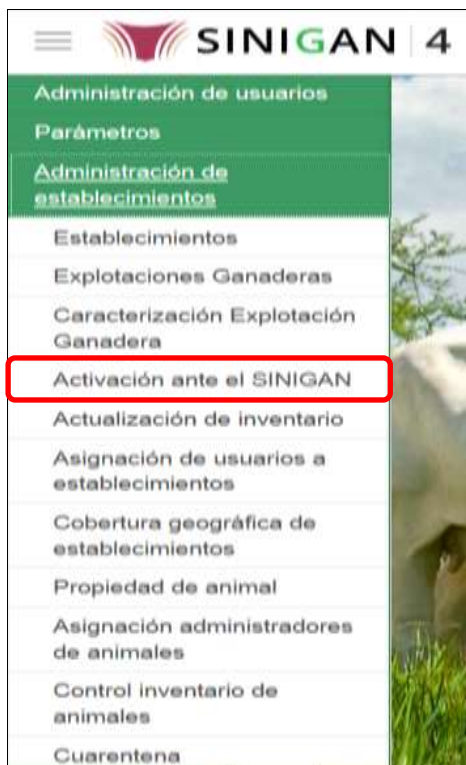 SINIGAN 4
Administración de usuarios
Parámetros
Administración de
establecimientos
Establecimientos
Explotaciones Ganaderas
Caracterización Explotación
Ganadera
Activación ante el SINIGAN
Actualización de inventario
Asignación de usuarios a
establecimientos
Cobertura geográfica de
establecimientos
Propiedad de animal
Asignación administradores
de animales
Control inventario de
animales
Cuarentena